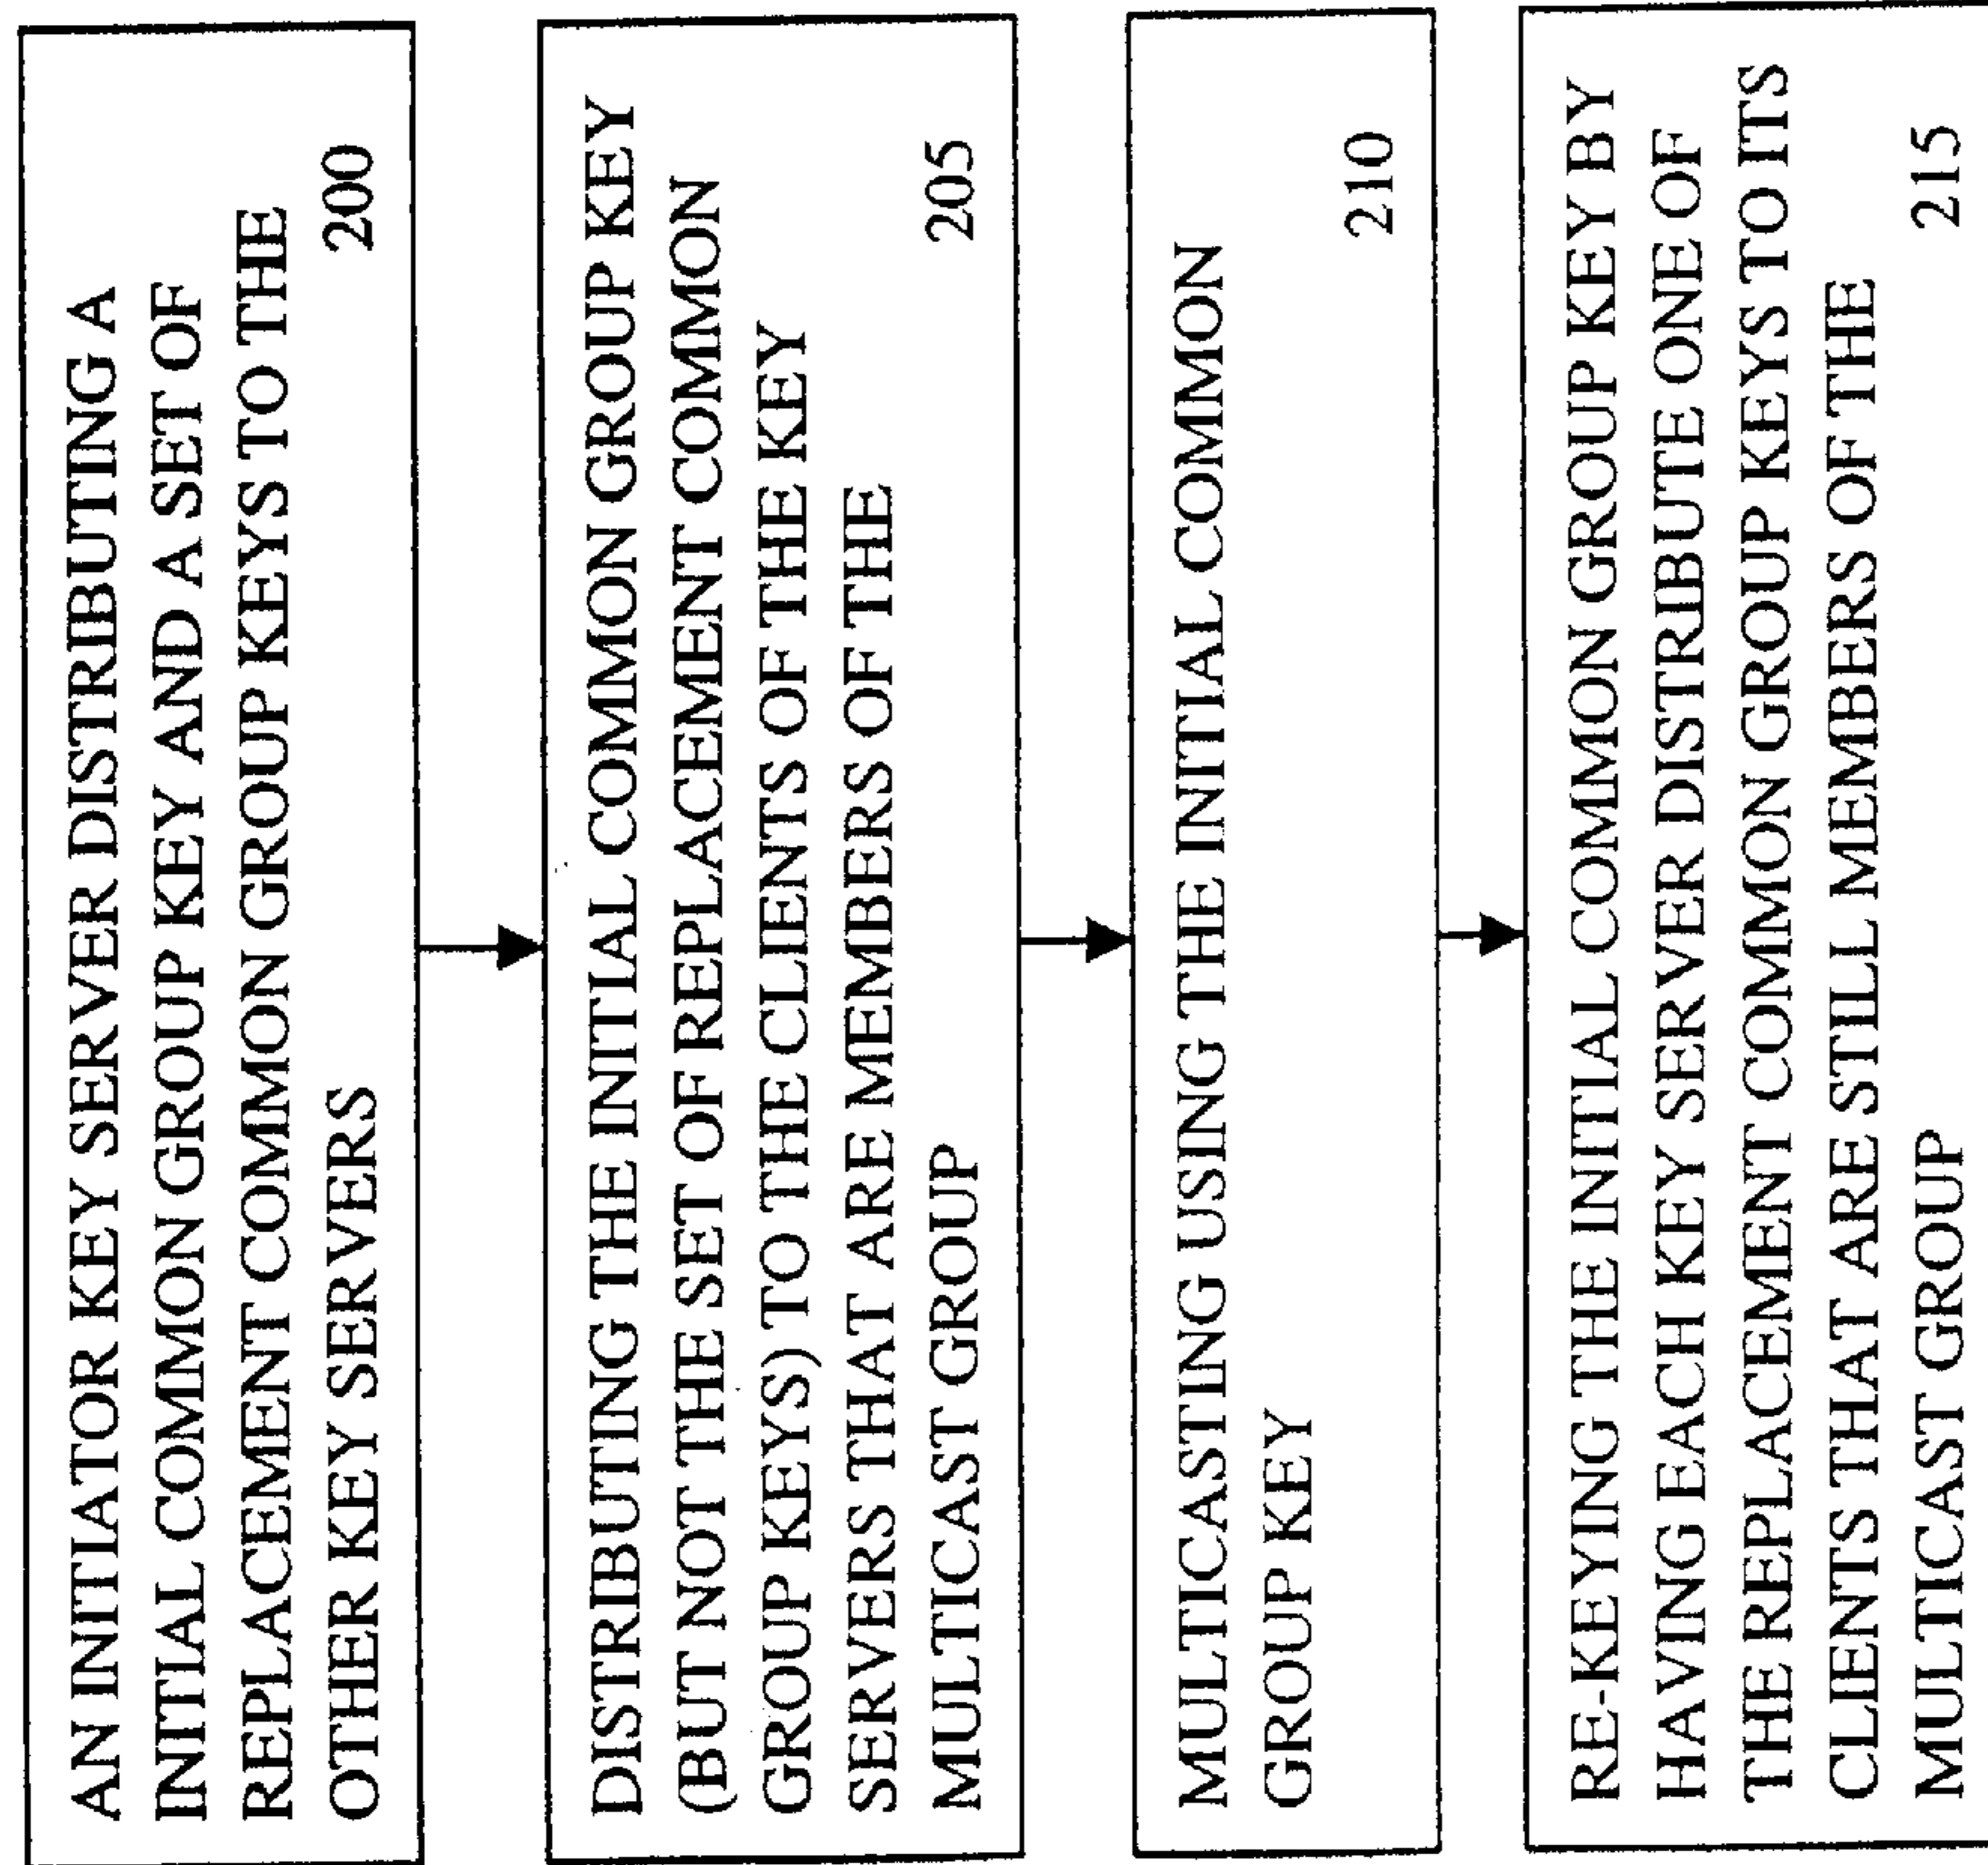 AN INITIATOR KEY SERVER DISTRIBUTING A
INITIAL COMMON GROUP KEY AND A SET OF
REPLACEMENT COMMON GROUP KEYS TO THE
OTHER KEY SERVERS 200
DISTRIBUTING THE INITIAL COMMON GROUP KEY
(BUT NOT THE SET OF REPLACEMENT COMMON
GROUP KEYS) TO THE CLIENTS OF THE KEY
SERVERS THAT ARE MEMBERS OF THE
MULTICAST GROUP 205
MULTICASTING USING THE INITIAL COMMON
GROUP KEY
210
RE-KEYING THE INITIAL COMMON GROUP KEY BY
HAVING EACH KEY SERVER DISTRIBUTE ONE OF
THE REPLACEMENT COMMON GROUP KEYS TO ITS
CLIENTS THAT ARE STILL MEMBERS OF THE
MULTICAST GROUP 215